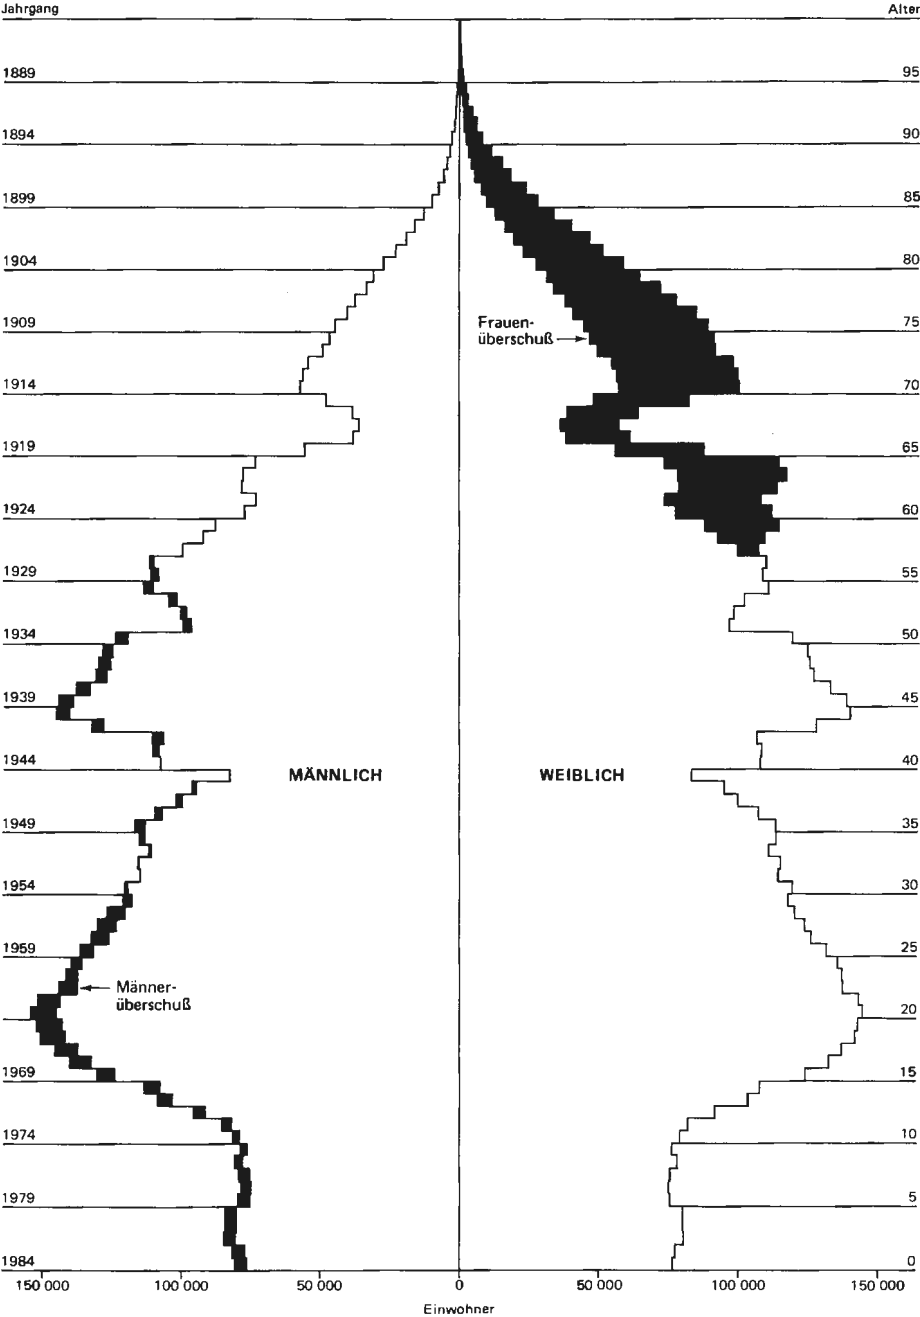 Jahrgang Alter
1889 95
1894 90
1899 85
1904 80
Frauen-
überschuß
1909 75
1914 70
1919 65
1924 60
1929 55
1934 50
1939 45
1944 40
MÄNNLICH WEIBLICH
1949 35
1954 30
1959 25
Männer-
überschuß
20
1969 15
1974 10
1979 5
1984 0
150 000 100 000 50 000 0 50 000 100 000 150 000
Einwohner